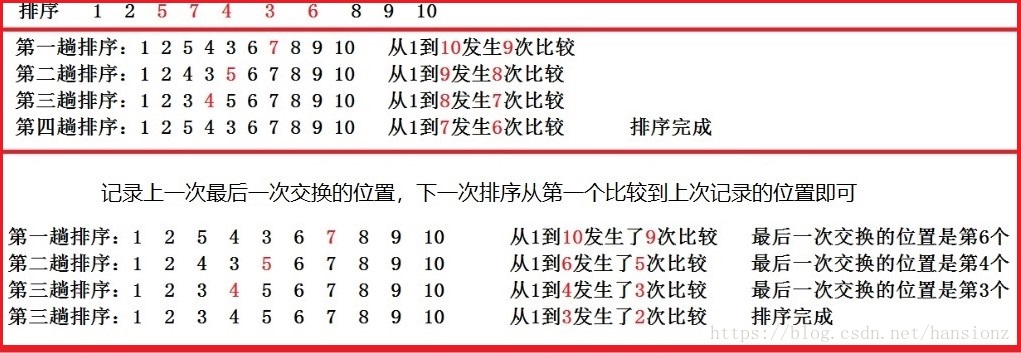 排序 1 2 5 7 4 3 6 8 9 10
第一趟排序：1 2 5 4 3 6 7 8 9 10 从1到10发生9次比较
第二趟排序：1 2 4 3 5 6 7 8 9 10 从1到9发生8次比较
第三趟排序：1 2 3 4 5 6 7 8 9 10 从1到8发生7次比较
第四趟排序：1 2 5 4 3 6 7 8 9 10 从1到7发生6次比较 排序完成
记录上一次最后一次交换的位置，下一次排序从第一个比较到上次记录的位置即可
第一趟排序：1 2 5 4 3 6 7 8 9 10 从1到10发生了9次比较 最后一次交换的位置是第6个
第二趟排序：1 2 4 3 5 6 7 8 9 10 从1到6发生了5次比较 最后一次交换的位置是第4个
第三趟排序：1 2 3 4 5 6 7 8 9 10 从1到4发生了3次比较 最后一次交换的位置是第3个
第三趟排序：1 2 3 4 5 6 7 8 9 10 从1到3发生了2次比较 排序完成
https://blog.csdn.net/hansionz